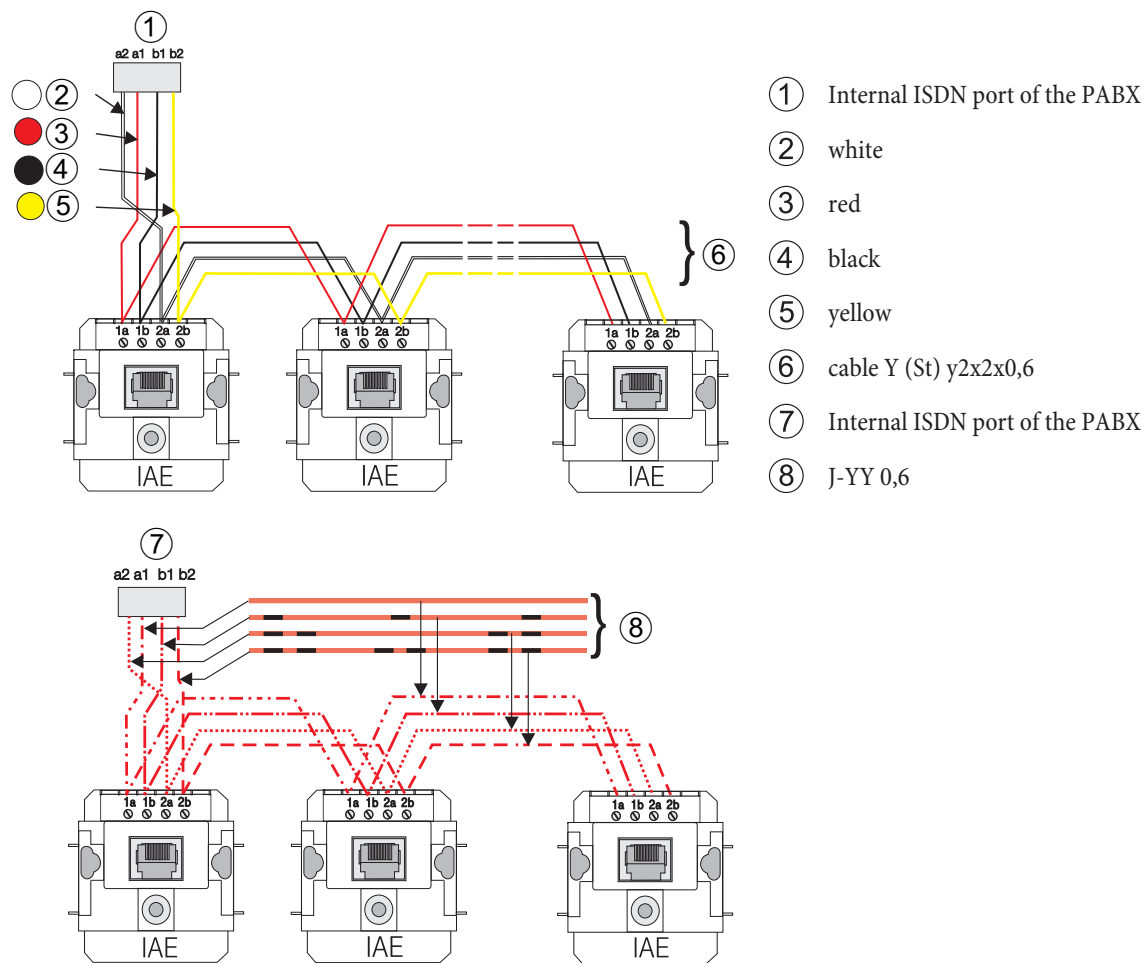 ①
a2 a1 b1 b2
②
③
④
⑤
⑥
1a 1b 2a 2b
1a 1b 2a 2b
1a 1b 2a 2b
IAE
IAE
IAE
① Internal ISDN port of the PABX
② white
③ red
④ black
⑤ yellow
⑥ cable Y (St) y2x2x0,6
⑦ Internal ISDN port of the PABX
⑧ J-YY 0,6
⑦
a2 a1 b1 b2
⑧
1a 1b 2a 2b
1a 1b 2a 2b
1a 1b 2a 2b
IAE
IAE
IAE